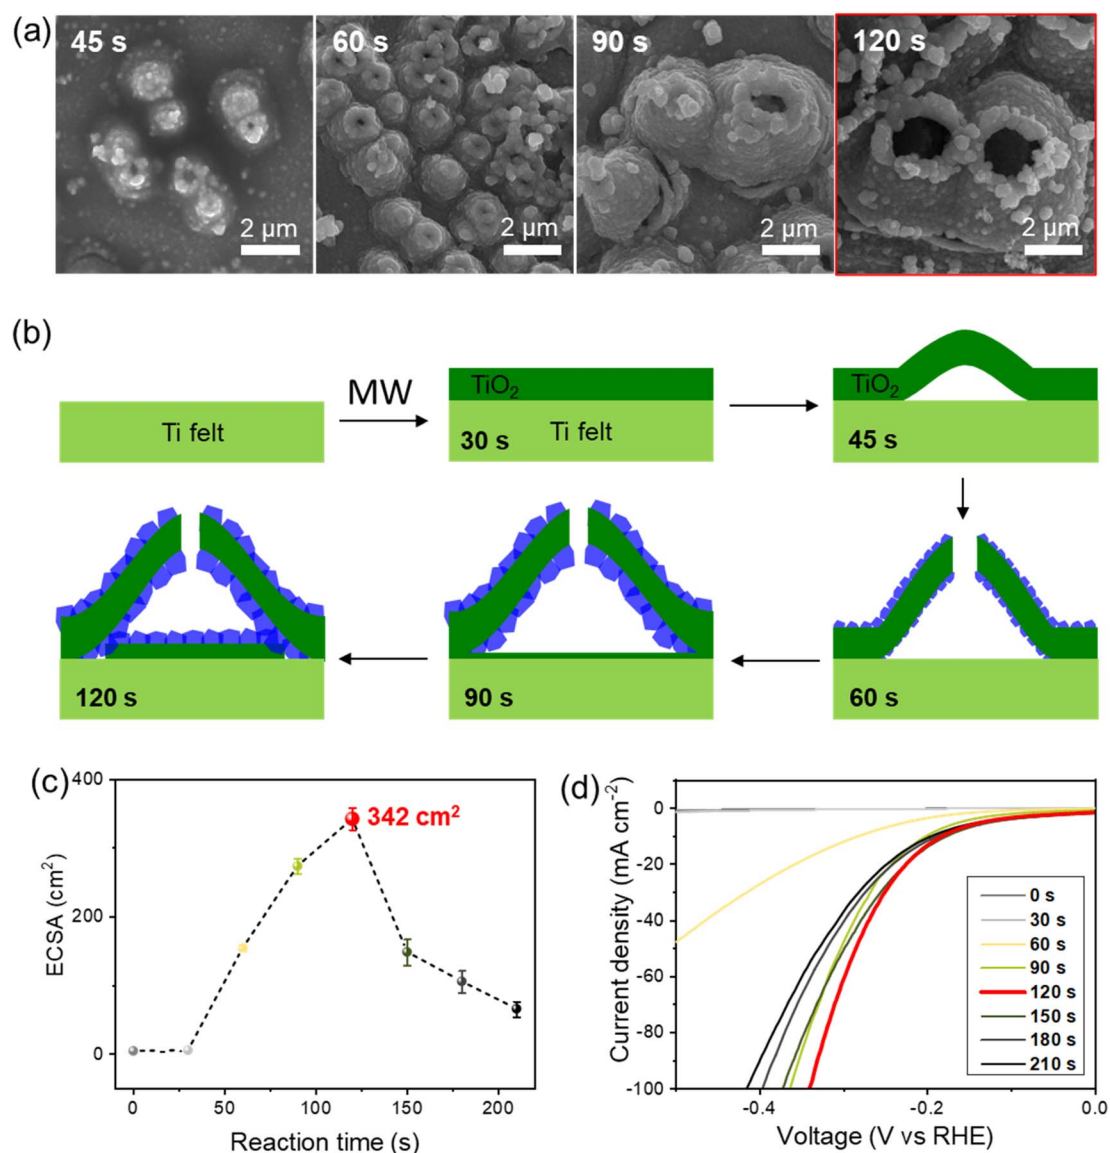 (a)
45 s
60 s
90 s
120 s
2 µm
2 µm
2 µm
2 µm
(b)
Ti felt
MW
TiO₂
30 s
Ti felt
TiO₂
45 s
120 s
90 s
60 s
(c)
400
200
0
ECSA (cm²)
342 cm²
0
50
100
150
200
Reaction time (s)
(d)
0
-20
-40
-60
-80
-100
Current density (mA cm⁻²)
0 s
30 s
60 s
90 s
120 s
150 s
180 s
210 s
-0.4
-0.2
0.0
Voltage (V vs RHE)